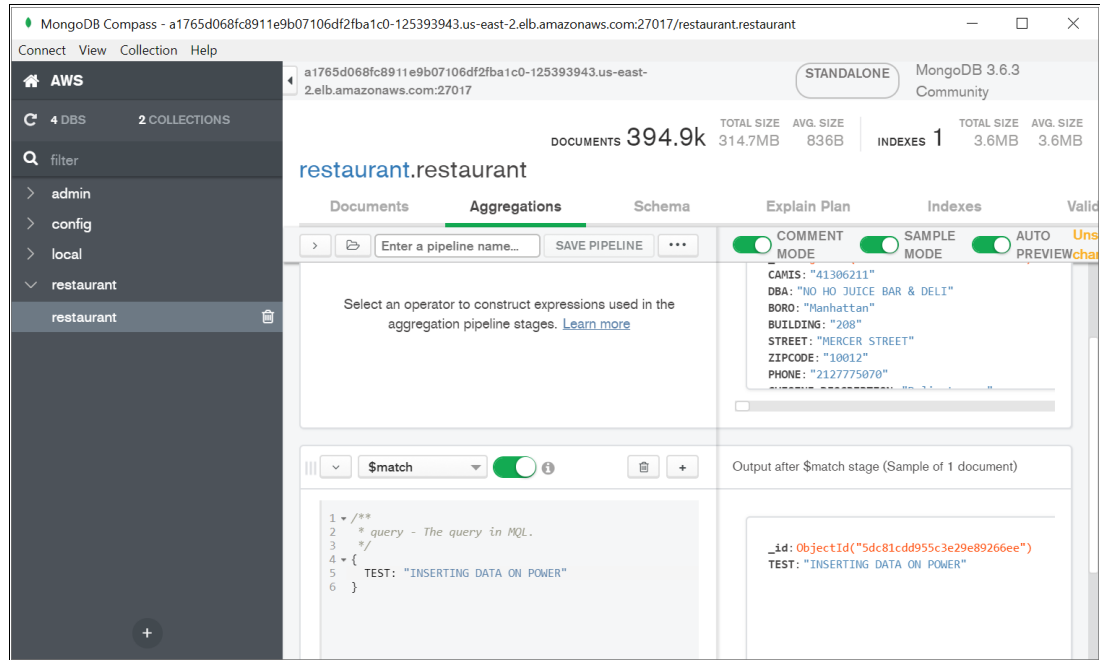 MongoDB Compass - a1765d068fc8911e9b07106df2fba1c0-125393943.us-east-2.elb.amazonaws.com:27017/restaurant.restaurant
Connect View Collection Help
AWS
4 DBS 2 COLLECTIONS
filter
admin
config
local
restaurant
restaurant
a1765d068fc8911e9b07106df2fba1c0-125393943.us-east-
2.elb.amazonaws.com:27017
STANDALONE
MongoDB 3.6.3
Community
DOCUMENTS 394.9k
TOTAL SIZE AVG. SIZE
314.7MB 836B
INDEXES 1
TOTAL SIZE AVG. SIZE
3.6MB 3.6MB
restaurant.restaurant
Documents Aggregations Schema Explain Plan Indexes Valid
Enter a pipeline name... SAVE PIPELINE
COMMENT
MODE
SAMPLE
MODE
AUTO
PREVIEW
Uns
char
Select an operator to construct expressions used in the
aggregation pipeline stages. Learn more
CAMIS: "41306211"
DBA: "NO HO JUICE BAR & DELI"
BORO: "Manhattan"
BUILDING: "208"
STREET: "MERCER STREET"
ZIPCODE: "10012"
PHONE: "2127775070"
$match
Output after $match stage (Sample of 1 document)
1 /**
2 * query - The query in MQL.
3 */
4 {
5 TEST: "INSERTING DATA ON POWER"
6 }
_id: ObjectId("5dc81cdd955c3e29e89266ee")
TEST: "INSERTING DATA ON POWER"